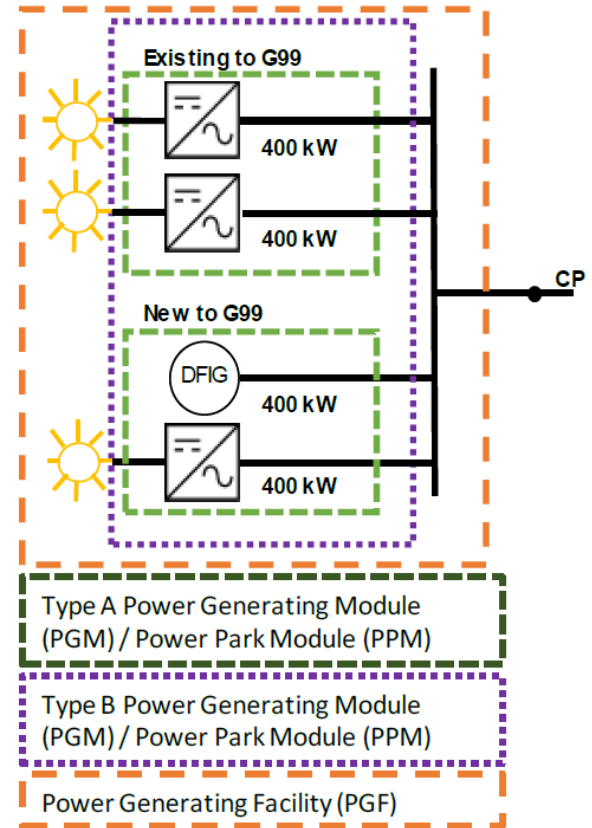 Existing to G99
400 kW
400 kW
CP
New to G99
DFIG
400 kW
400 kW
Type A Power Generating Module
(PGM) / Power Park Module (PPM)
Type B Power Generating Module
(PGM) / Power Park Module (PPM)
Power Generating Facility (PGF)